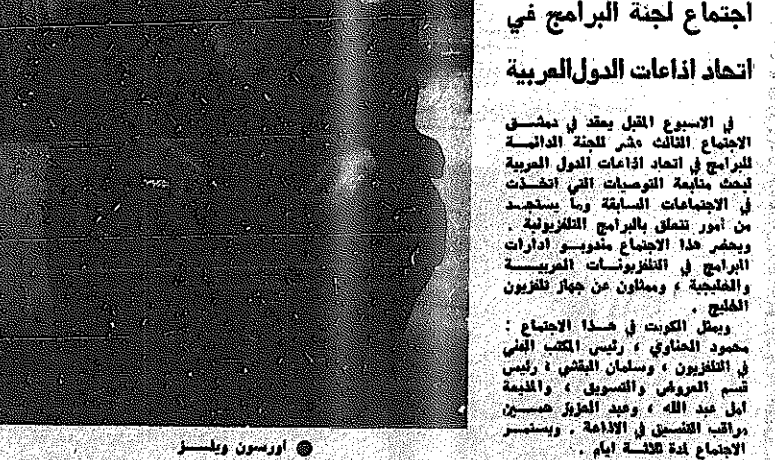 اجتماع لجنة البرامج في
اتحاد اذاعات الدول العربية
في الاسبوع المقبل يعقد في دمشق
الاجتماع الثالث عشر للجنة الدائمة
للبرامج في اتحاد اذاعات الدول العربية
لبحث متابعة التوصيات التي اتخذت
في الاجتماعات السابقة وما يستجد
من أمور تتعلق بالبرامج التلفزيونية .
ويحضر هذا الاجتماع مندوبو ادارات
البرامج في التلفزيونات العربية
والخليجية ، وممثلون عن جهاز تلفزيون
الخليج .
ويمثل الكويت في هذا الاجتماع :
محمود الحناوي ، رئيس المكتب الفني
في التلفزيون ، وسلمان ، رئيس
قسم العروض والتسويق ، والمذيعة
امل عبد الله ، وعبد العزيز حسين
مراقب التنسيق في الاذاعة . ويستمر
الاجتماع لمدة ثلاثة ايام .
اورسون ويلز